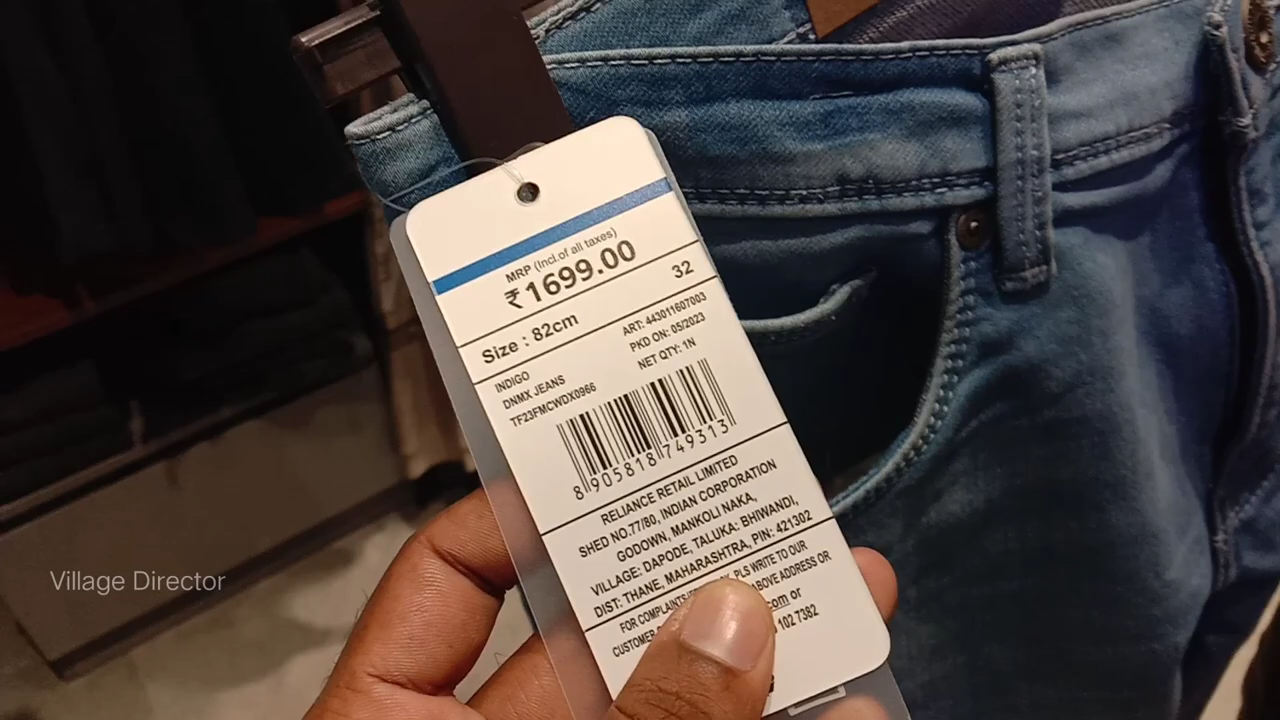 MRP (Incl.of all taxes)
₹1699.00
Size : 82cm 32
INDIGO
DNMX JEANS
TF23FMCWDX0966
ART: 443011607003
PKD ON: 05/2023
NET QTY: 1N
8905818749313
RELIANCE RETAIL LIMITED
SHED NO.77/80, INDIAN CORPORATION
GODOWN, MANKOLI NAKA,
VILLAGE: DAPODE, TALUKA: BHIWANDI,
DIST: THANE, MAHARASHTRA, PIN: 421302
FOR COMPLAINTS PLS WRITE TO OUR
CUSTOMER ABOVE ADDRESS OR
com or
102 7382
Village Director